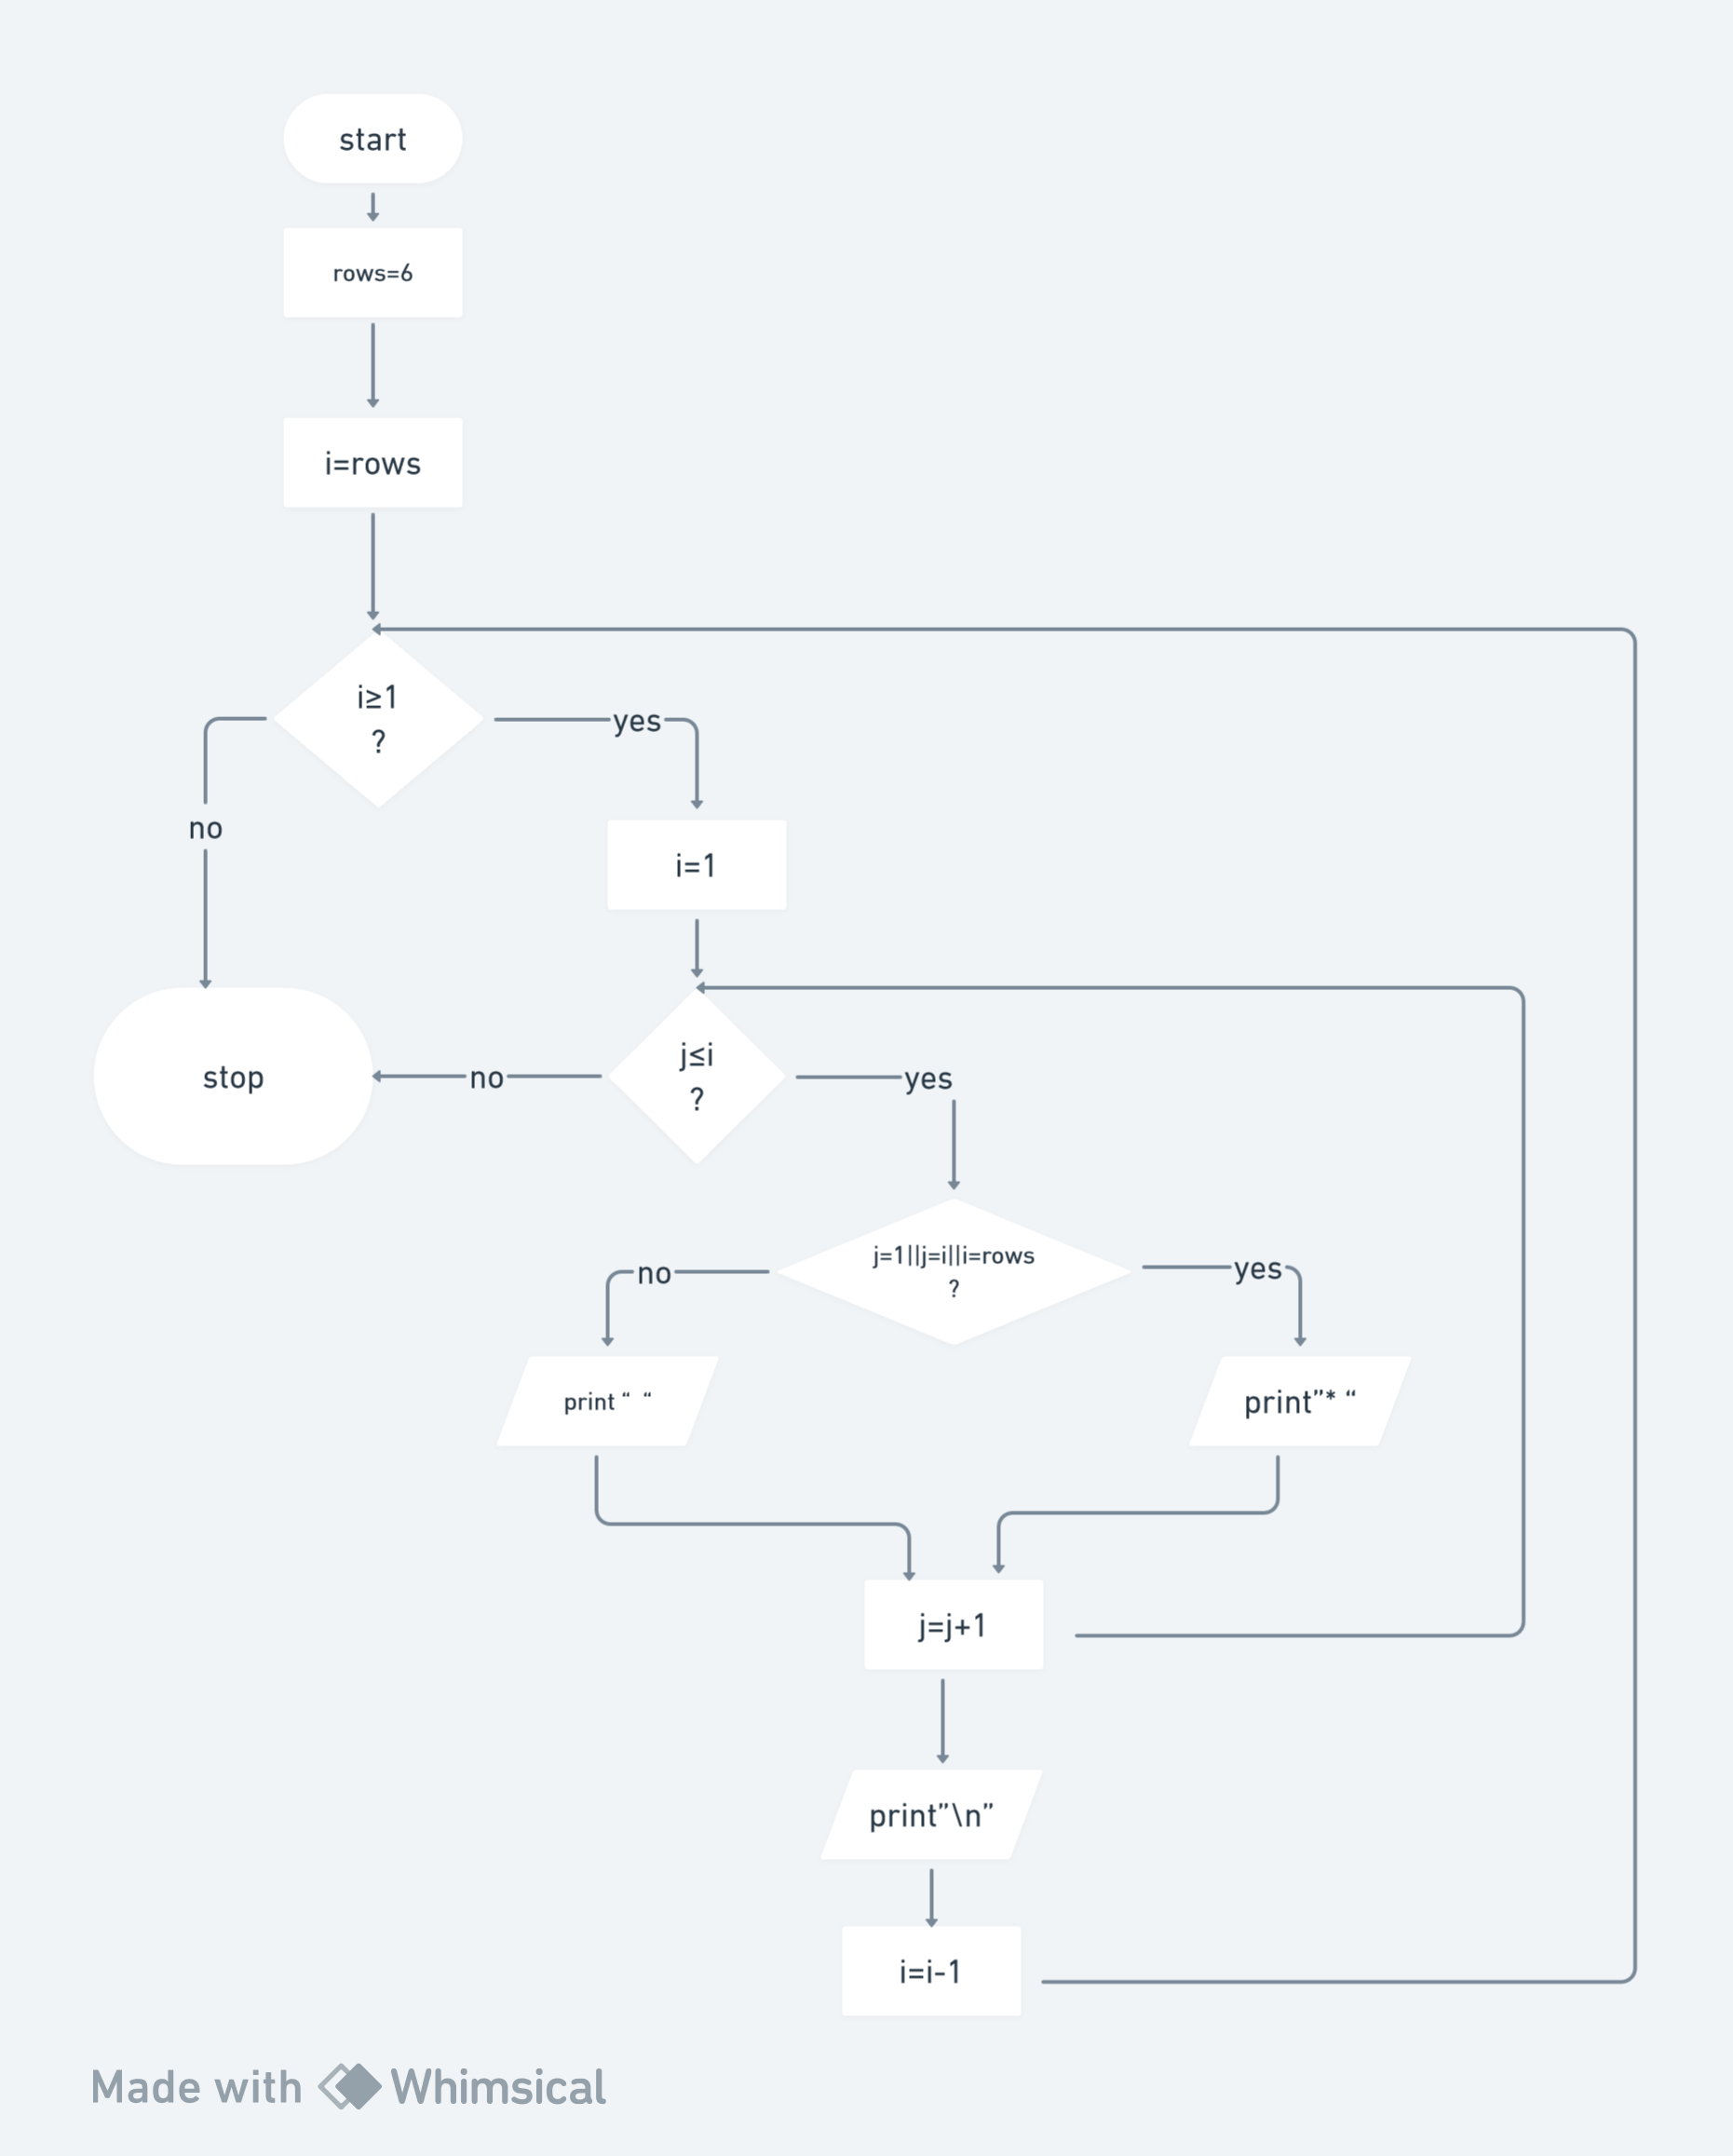 start
rows=6
i=rows
i≥1
?
yes
no
i=1
j≤i
?
no
yes
stop
j=1||j=i||i=rows
?
no
yes
print “  “
print”* “
j=j+1
print”\n”
i=i-1
Made with Whimsical